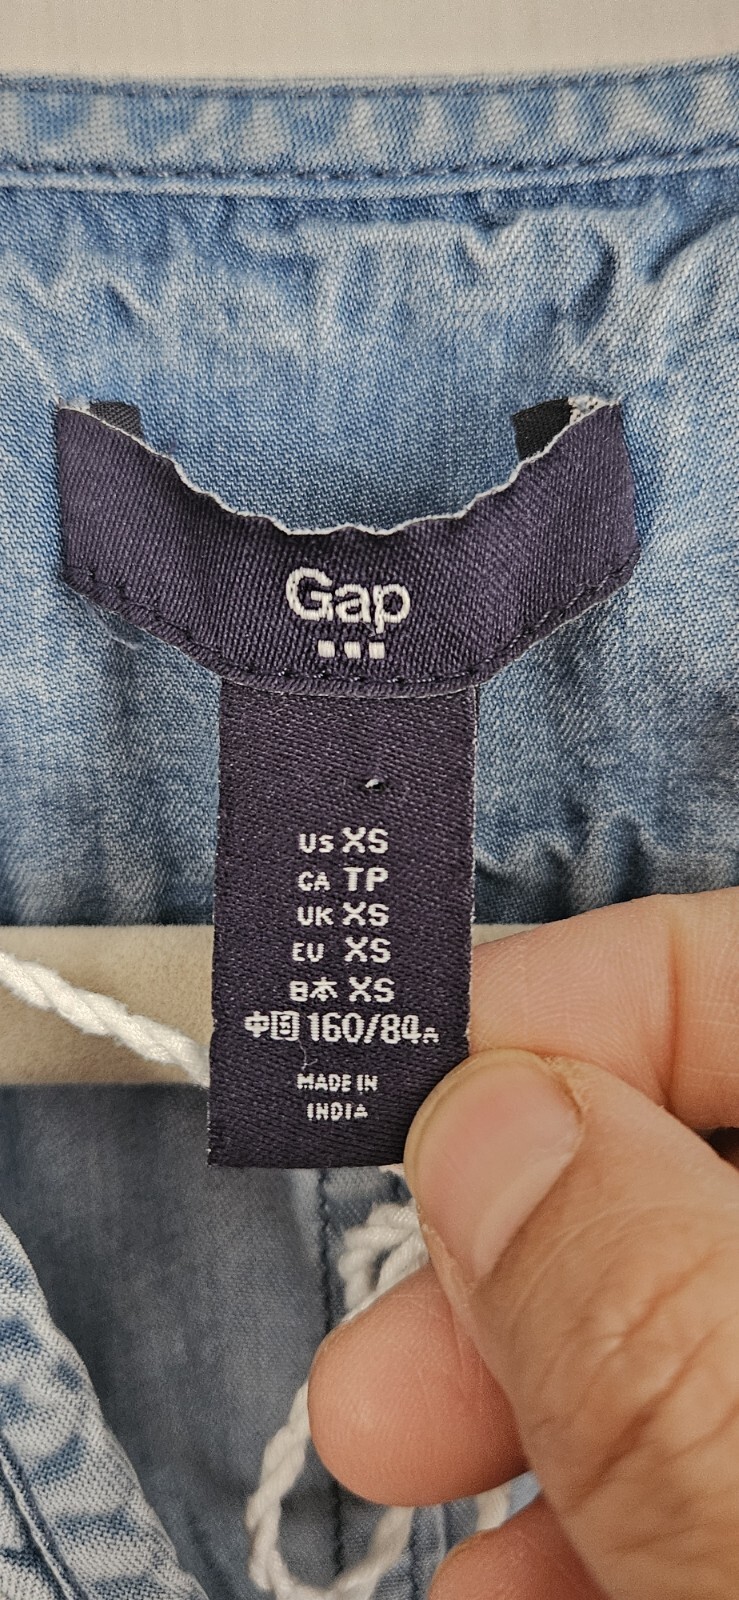 Gap
US XS
CA TP
UK XS
EU XS
日本 XS
中国 160/84A
MADE IN
INDIA